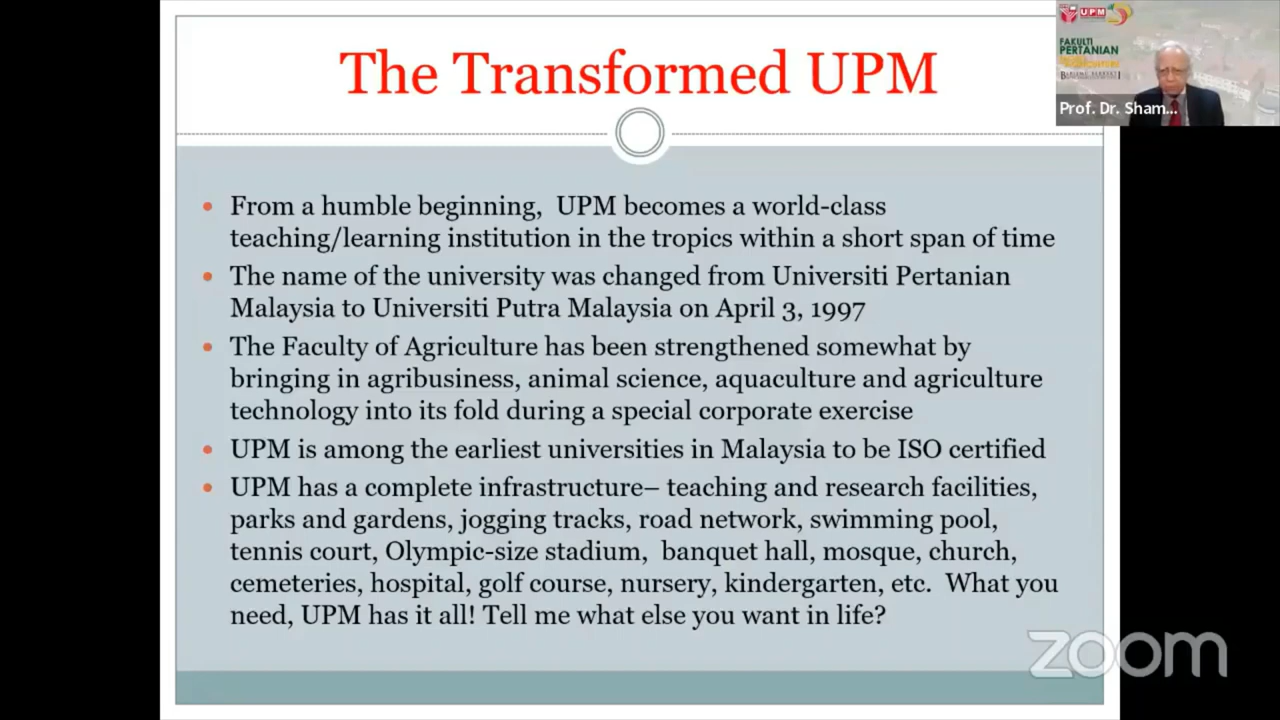 The Transformed UPM
UPM
FAKULTI
PERTANIAN
Prof. Dr. Sham...
• From a humble beginning, UPM becomes a world-class
teaching/learning institution in the tropics within a short span of time
• The name of the university was changed from Universiti Pertanian
Malaysia to Universiti Putra Malaysia on April 3, 1997
• The Faculty of Agriculture has been strengthened somewhat by
bringing in agribusiness, animal science, aquaculture and agriculture
technology into its fold during a special corporate exercise
• UPM is among the earliest universities in Malaysia to be ISO certified
• UPM has a complete infrastructure– teaching and research facilities,
parks and gardens, jogging tracks, road network, swimming pool,
tennis court, Olympic-size stadium, banquet hall, mosque, church,
cemeteries, hospital, golf course, nursery, kindergarten, etc. What you
need, UPM has it all! Tell me what else you want in life?
zoom